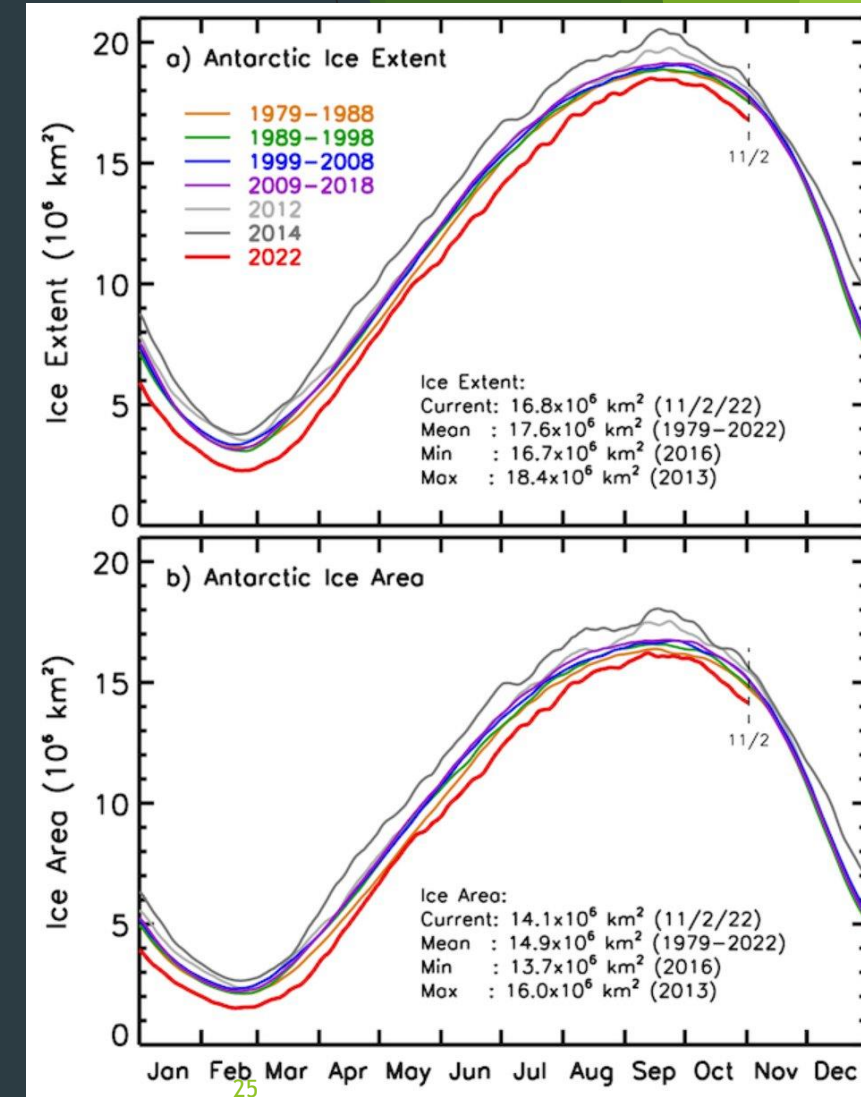 20
a) Antarctic Ice Extent
1979–1988
1989–1998
1999–2008
2009–2018
2012
2014
2022
15
10
5
0
Ice Extent (10⁶ km²)
11/2
Ice Extent:
Current: 16.8x10⁶ km² (11/2/22)
Mean : 17.6x10⁶ km² (1979–2022)
Min : 16.7x10⁶ km² (2016)
Max : 18.4x10⁶ km² (2013)
20
b) Antarctic Ice Area
15
10
5
0
Ice Area (10⁶ km²)
11/2
Ice Area:
Current: 14.1x10⁶ km² (11/2/22)
Mean : 14.9x10⁶ km² (1979–2022)
Min : 13.7x10⁶ km² (2016)
Max : 16.0x10⁶ km² (2013)
Jan Feb Mar Apr May Jun Jul Aug Sep Oct Nov Dec
25